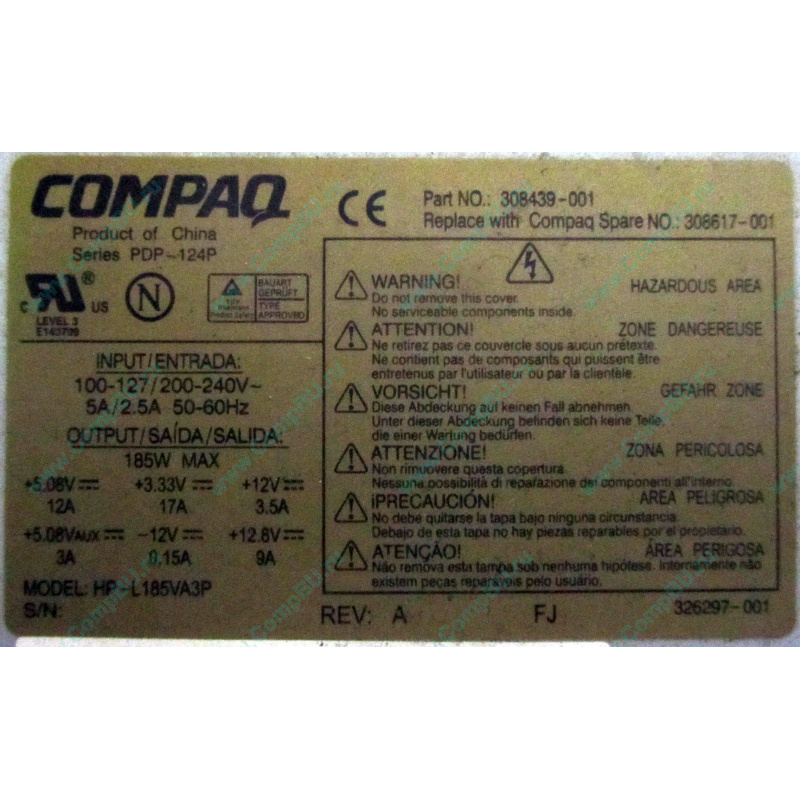 COMPAQ
Product of China
Series PDP-124P
CE
Part NO.: 308439-001
Replace with Compaq Spare NO.: 308617-001
C UR ® US
LEVEL 3
E145799
N
TÜV
Product Safety
BAUART
GEPRÜFT
TYPE
APPROVED
INPUT/ENTRADA:
100-127/200-240V~
5A/2.5A 50-60Hz
OUTPUT/SAÍDA/SALIDA:
185W MAX
+5.08V +3.33V +12V
12A 17A 3.5A
+5.08VAUX -12V +12.8V
3A 0.15A 9A
MODEL: HP-L185VA3P
S/N:
WARNING! HAZARDOUS AREA
Do not remove this cover.
No serviceable components inside.
ATTENTION! ZONE DANGEREUSE
Ne retirez pas ce couvercle sous aucun prétexte.
Ne contient pas de composants qui puissent être
entretenus par l'utilisateur ou par la clientèle.
VORSICHT! GEFAHR ZONE
Diese Abdeckung auf keinen Fall abnehmen.
Unter dieser Abdeckung befinden sich keine Teile,
die einer Wartung bedürfen.
ATTENZIONE! ZONA PERICOLOSA
Non rimuovere questa copertura.
Nessuna possibilità di reparazione dei componenti all'interno.
¡PRECAUCIÓN! AREA PELIGROSA
No debe quitarse la tapa bajo ninguna circunstancia.
Debajo de esta tapa no hay piezas reparables por el propietario.
ATENÇÃO! ÁREA PERIGOSA
Não remova esta tampa sob nenhuma hipótese. Internamente não
existem peças reparáveis pelo usuário.
REV: A FJ 326297-001